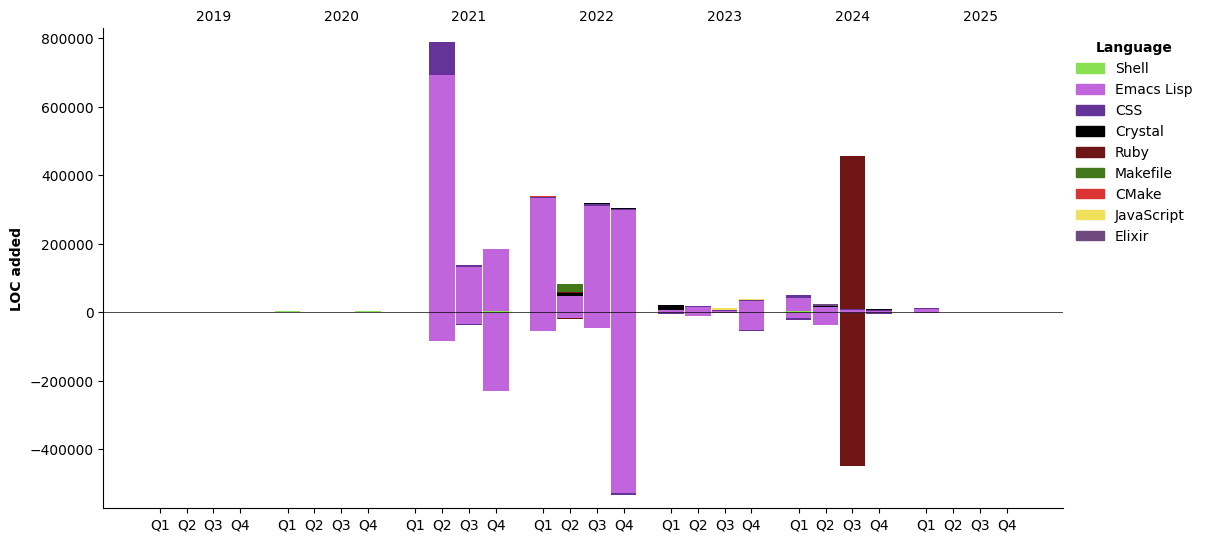 2019 2020 2021 2022 2023 2024 2025
800000
600000
400000
200000
0
−200000
−400000
LOC added
Q1 Q2 Q3 Q4 Q1 Q2 Q3 Q4 Q1 Q2 Q3 Q4 Q1 Q2 Q3 Q4 Q1 Q2 Q3 Q4 Q1 Q2 Q3 Q4 Q1 Q2 Q3 Q4
Language
Shell
Emacs Lisp
CSS
Crystal
Ruby
Makefile
CMake
JavaScript
Elixir